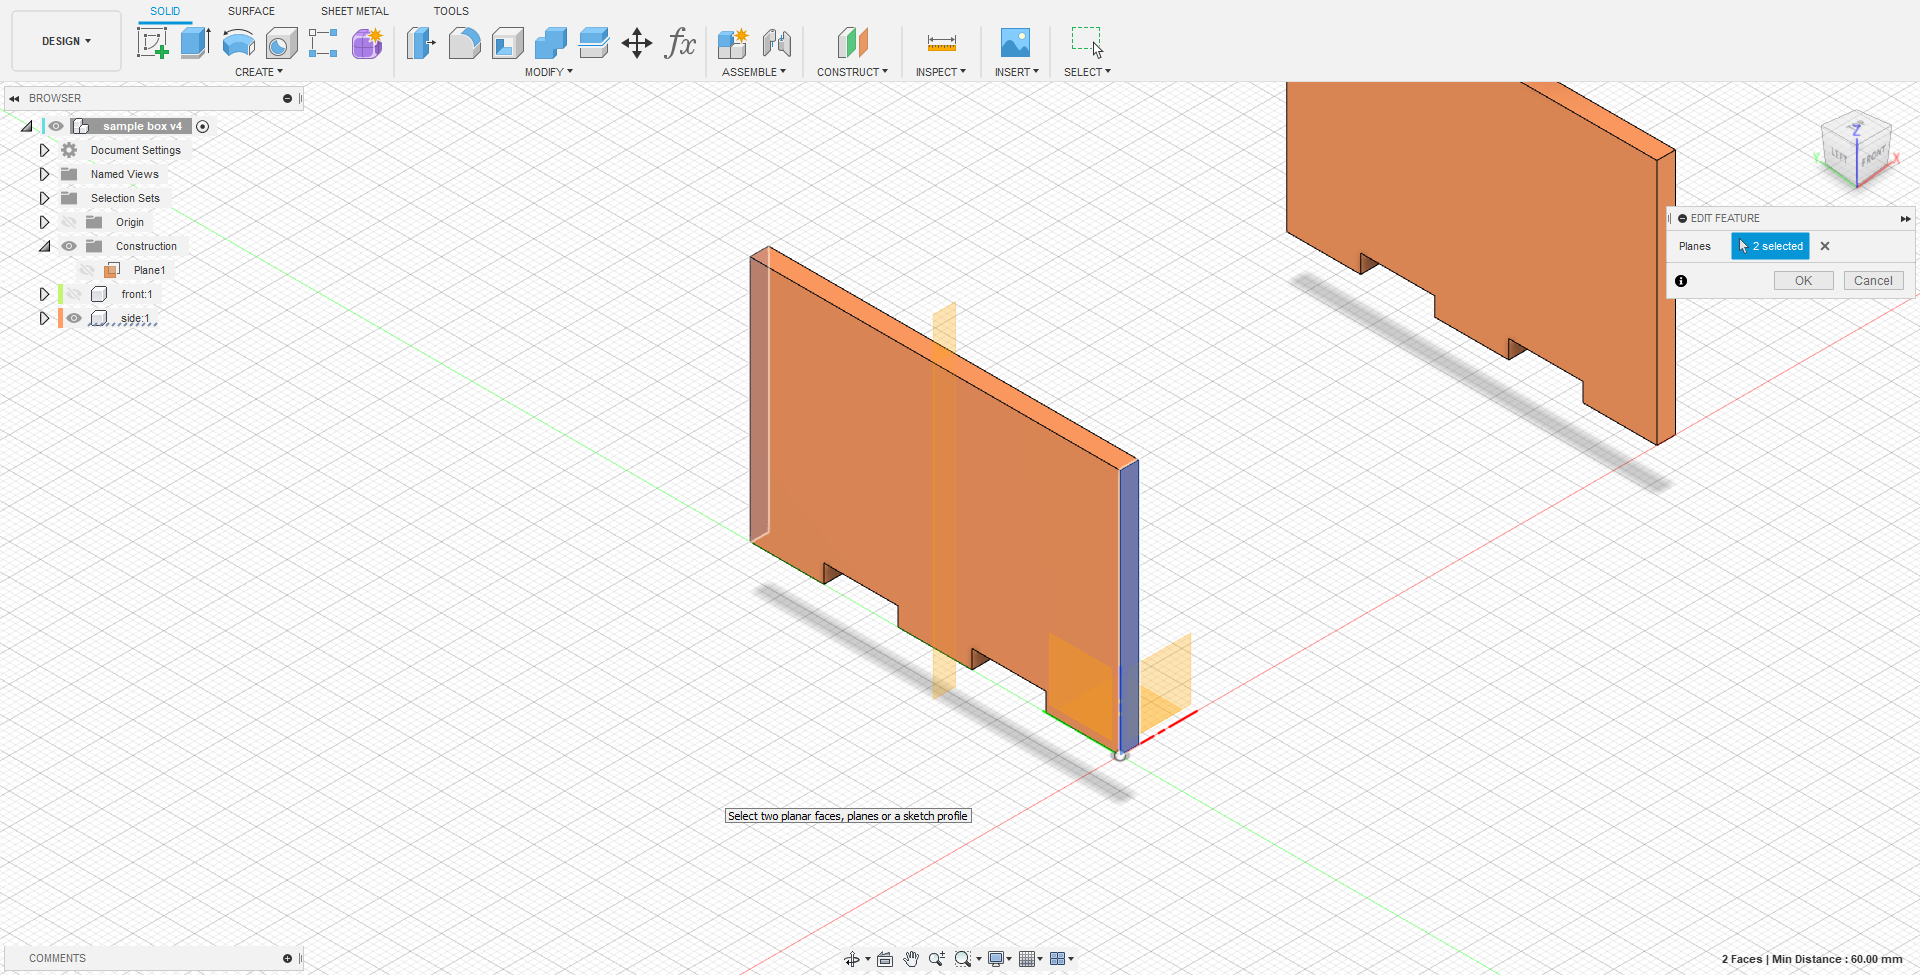 SOLID SURFACE SHEET METAL TOOLS
DESIGN
fx
CREATE MODIFY ASSEMBLE CONSTRUCT INSPECT INSERT SELECT
BROWSER
sample box v4
Document Settings
Named Views
Selection Sets
Origin
Construction
Plane1
front:1
side:1
Z
Y
X
LEFT FRONT
EDIT FEATURE
Planes 2 selected
OK Cancel
Select two planar faces, planes or a sketch profile
COMMENTS
2 Faces | Min Distance : 60.00 mm